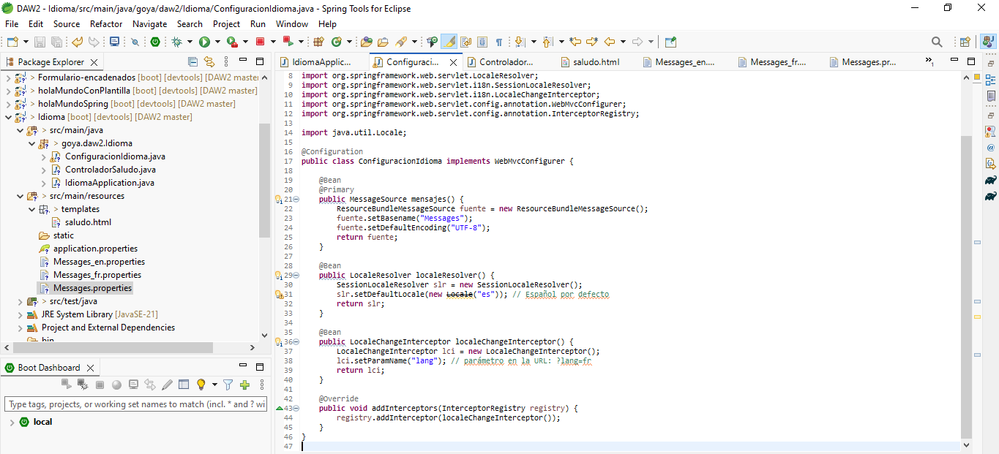 DAW2 - Idioma/src/main/java/goya/daw2/Idioma/ConfiguracionIdioma.java - Spring Tools for Eclipse
File Edit Source Refactor Navigate Search Project Run Window Help
Package Explorer
> Formulario-encadenados [boot] [devtools] [DAW2 master
> holaMundoConPlantilla [boot] [devtools] [DAW2 master]
> holaMundoSpring [boot] [devtools] [DAW2 master]
> Idioma [boot] [devtools] [DAW2 master]
> src/main/java
> goya.daw2.Idioma
ConfiguracionIdioma.java
ControladorSaludo.java
IdiomaApplication.java
> src/main/resources
> templates
saludo.html
static
application.properties
Messages_en.properties
Messages_fr.properties
Messages.properties
> src/test/java
JRE System Library [JavaSE-21]
Project and External Dependencies
bin
Boot Dashboard
Type tags, projects, or working set names to match (incl. * and ? wi
local
IdiomaApplic... Configuraci... Controlador... saludo.html Messages_en.... Messages_fr.... Messages.pr... »1
8 import org.springframework.web.servlet.LocaleResolver;
9 import org.springframework.web.servlet.i18n.SessionLocaleResolver;
10 import org.springframework.web.servlet.i18n.LocaleChangeInterceptor;
11 import org.springframework.web.servlet.config.annotation.WebMvcConfigurer;
12 import org.springframework.web.servlet.config.annotation.InterceptorRegistry;
13
14 import java.util.Locale;
15
16 @Configuration
17 public class ConfiguracionIdioma implements WebMvcConfigurer {
18
19 @Bean
20 @Primary
21 public MessageSource mensajes() {
22 ResourceBundleMessageSource fuente = new ResourceBundleMessageSource();
23 fuente.setBasename("Messages");
24 fuente.setDefaultEncoding("UTF-8");
25 return fuente;
26 }
27
28 @Bean
29 public LocaleResolver localeResolver() {
30 SessionLocaleResolver slr = new SessionLocaleResolver();
31 slr.setDefaultLocale(new Locale("es")); // Español por defecto
32 return slr;
33 }
34
35 @Bean
36 public LocaleChangeInterceptor localeChangeInterceptor() {
37 LocaleChangeInterceptor lci = new LocaleChangeInterceptor();
38 lci.setParamName("lang"); // parámetro en la URL: ?lang=fr
39 return lci;
40 }
41
42 @Override
43 public void addInterceptors(InterceptorRegistry registry) {
44 registry.addInterceptor(localeChangeInterceptor());
45 }
46 }
47